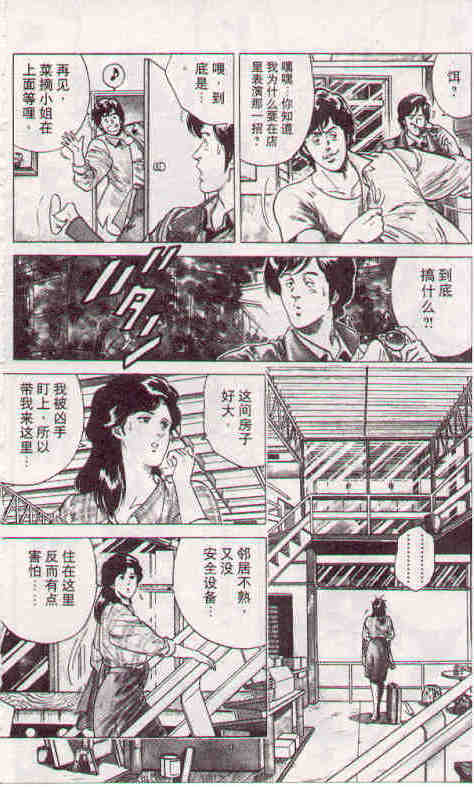 饵?
嘿嘿…你知道
我为什么要在店
里表演那一招?
喂,到
底是…
再见,
菜摘小姐在
上面等哩。
到底
搞什么?!
バタン
这间房子
好大。
我被凶手
盯上,所以
带我来这里…
…………
邻居不熟,
又没
安全设备…
住在这里
反而有点
害怕……